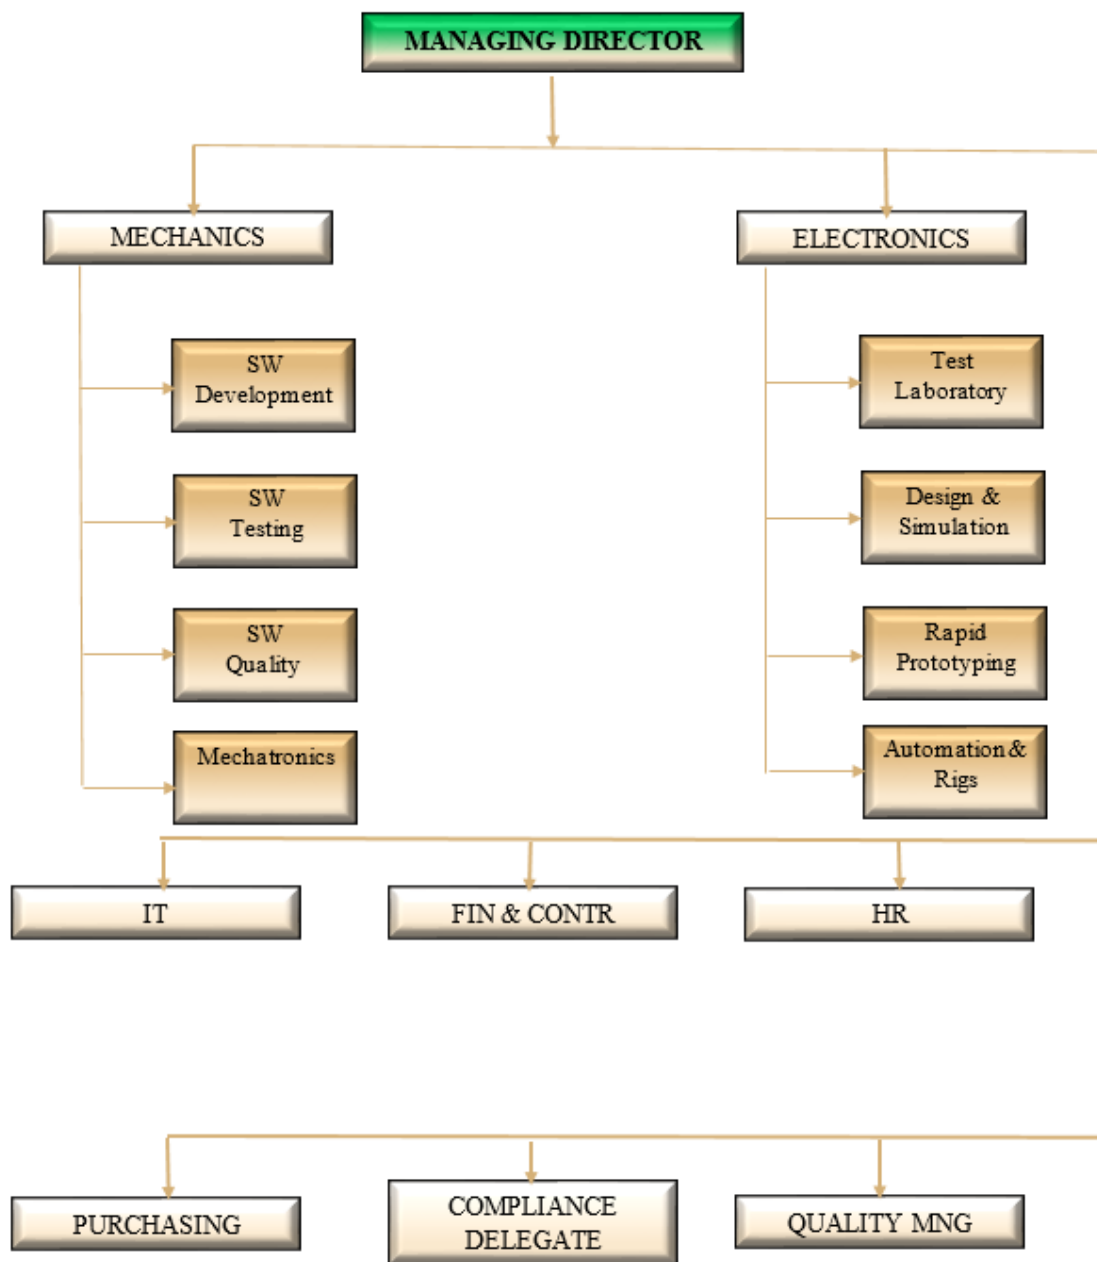 MANAGING DIRECTOR
MECHANICS
ELECTRONICS
SW
Development
Test
Laboratory
SW
Testing
Design &
Simulation
SW
Quality
Rapid
Prototyping
Mechatronics
Automation &
Rigs
IT
FIN & CONTR
HR
PURCHASING
COMPLIANCE
DELEGATE
QUALITY MNG